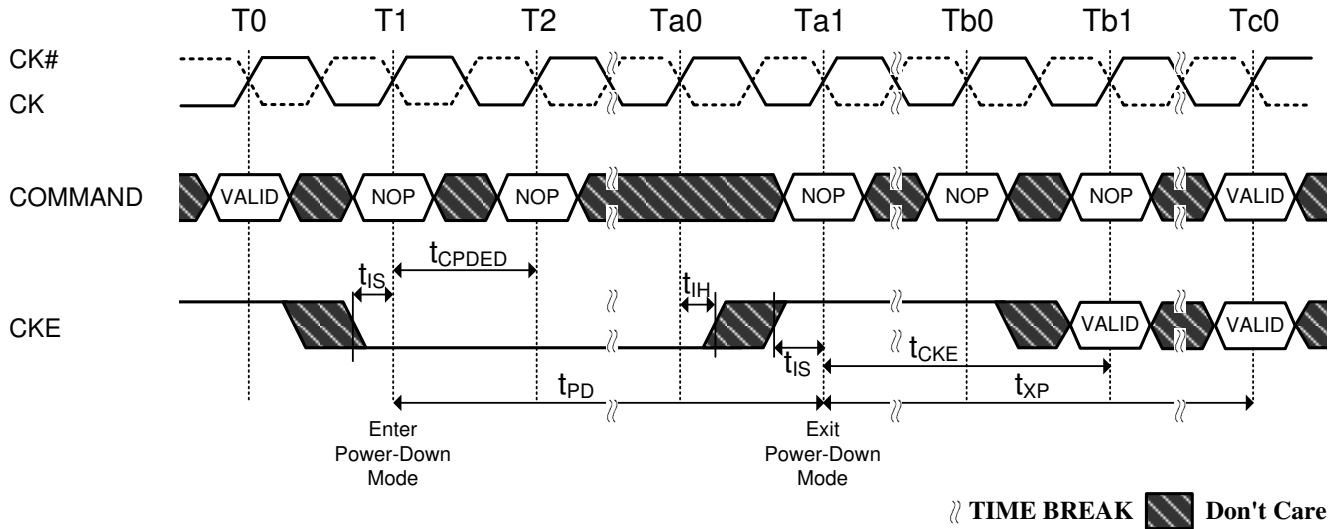 T0 T1 T2 Ta0 Ta1 Tb0 Tb1 Tc0
CK#
CK
COMMAND VALID NOP NOP NOP NOP NOP VALID
tCPDED
tIS tIH
CKE VALID VALID
tIS tCKE
tPD tXP
Enter Power-Down Mode
Exit Power-Down Mode
TIME BREAK Don't Care